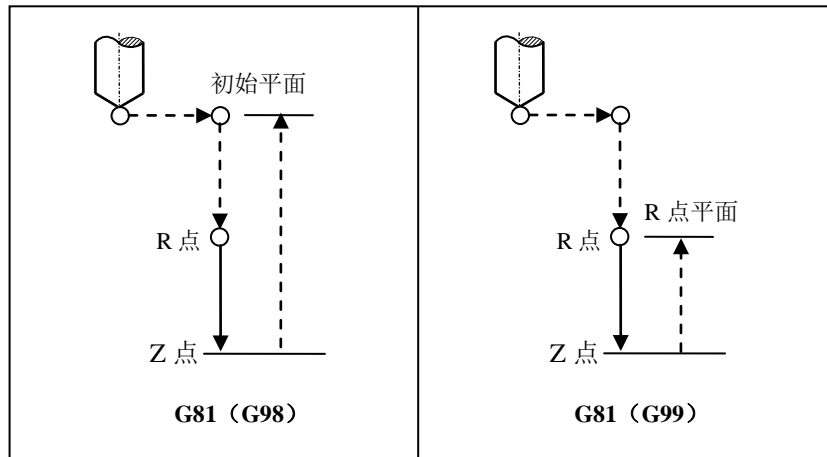 初始平面
R 点
Z 点
G81（G98）
R 点平面
R 点
Z 点
G81（G99）